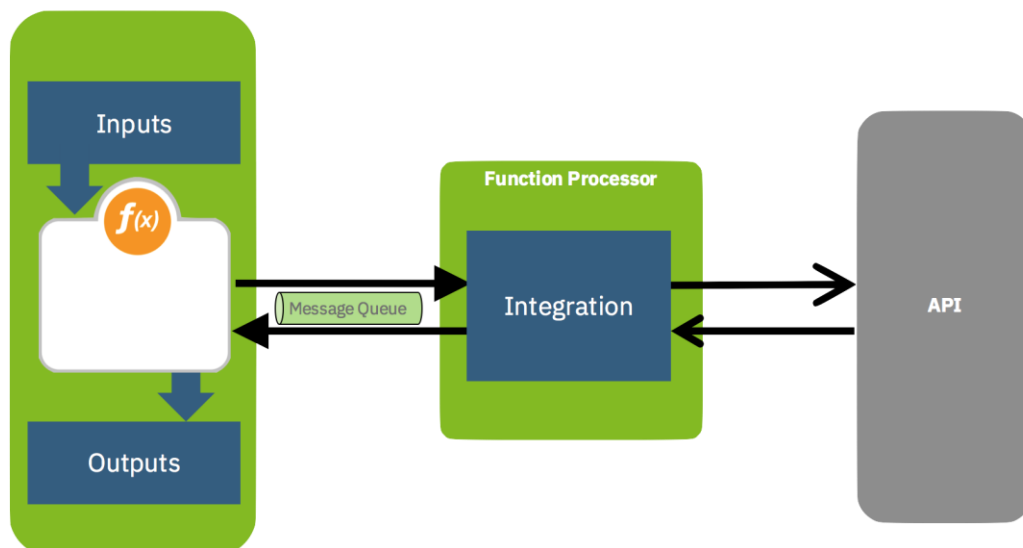 Inputs
f(x)
Function Processor
Message Queue
Integration
API
Outputs